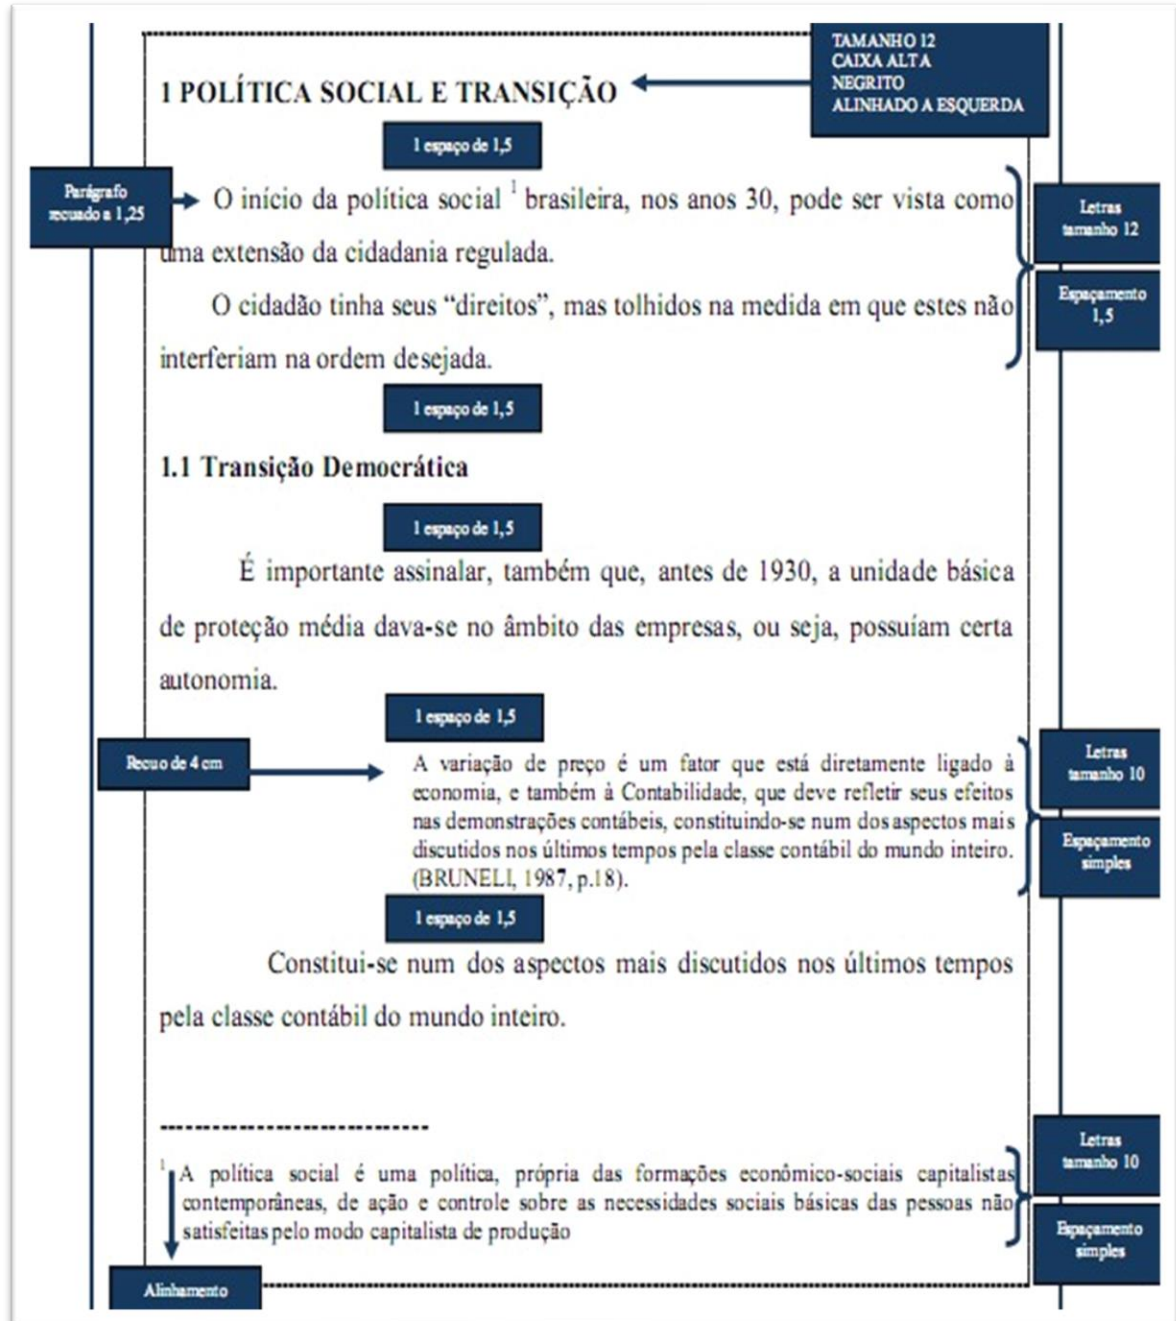 TAMANHO 12
CAIXA ALTA
NEGRITO
ALINHADO A ESQUERDA
1 POLÍTICA SOCIAL E TRANSIÇÃO
1 espaço de 1,5
Parágrafo
recuado a 1,25
O início da política social ¹ brasileira, nos anos 30, pode ser vista como
uma extensão da cidadania regulada.
O cidadão tinha seus “direitos”, mas tolhidos na medida em que estes não
interferiam na ordem desejada.
Letras
tamanho 12
Espaçamento
1,5
1 espaço de 1,5
1.1 Transição Democrática
1 espaço de 1,5
É importante assinalar, também que, antes de 1930, a unidade básica
de proteção média dava-se no âmbito das empresas, ou seja, possuíam certa
autonomia.
1 espaço de 1,5
Recuo de 4 cm
A variação de preço é um fator que está diretamente ligado à
economia, e também à Contabilidade, que deve refletir seus efeitos
nas demonstrações contábeis, constituindo-se num dos aspectos mais
discutidos nos últimos tempos pela classe contábil do mundo inteiro.
(BRUNELI, 1987, p.18).
Letras
tamanho 10
Espaçamento
simples
1 espaço de 1,5
Constitui-se num dos aspectos mais discutidos nos últimos tempos
pela classe contábil do mundo inteiro.
¹ A política social é uma política, própria das formações econômico-sociais capitalistas
contemporâneas, de ação e controle sobre as necessidades sociais básicas das pessoas não
satisfeitas pelo modo capitalista de produção
Letras
tamanho 10
Espaçamento
simples
Alinhamento